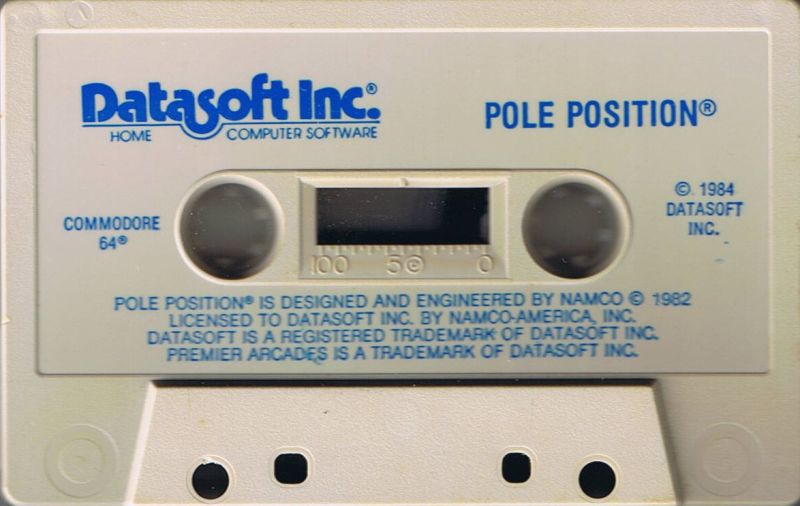 Datasoft Inc.®
HOME COMPUTER SOFTWARE
POLE POSITION®
COMMODORE
64®
© 1984
DATASOFT
INC.
100 50 0
POLE POSITION® IS DESIGNED AND ENGINEERED BY NAMCO © 1982
LICENSED TO DATASOFT INC. BY NAMCO-AMERICA, INC.
DATASOFT IS A REGISTERED TRADEMARK OF DATASOFT INC.
PREMIER ARCADES IS A TRADEMARK OF DATASOFT INC.